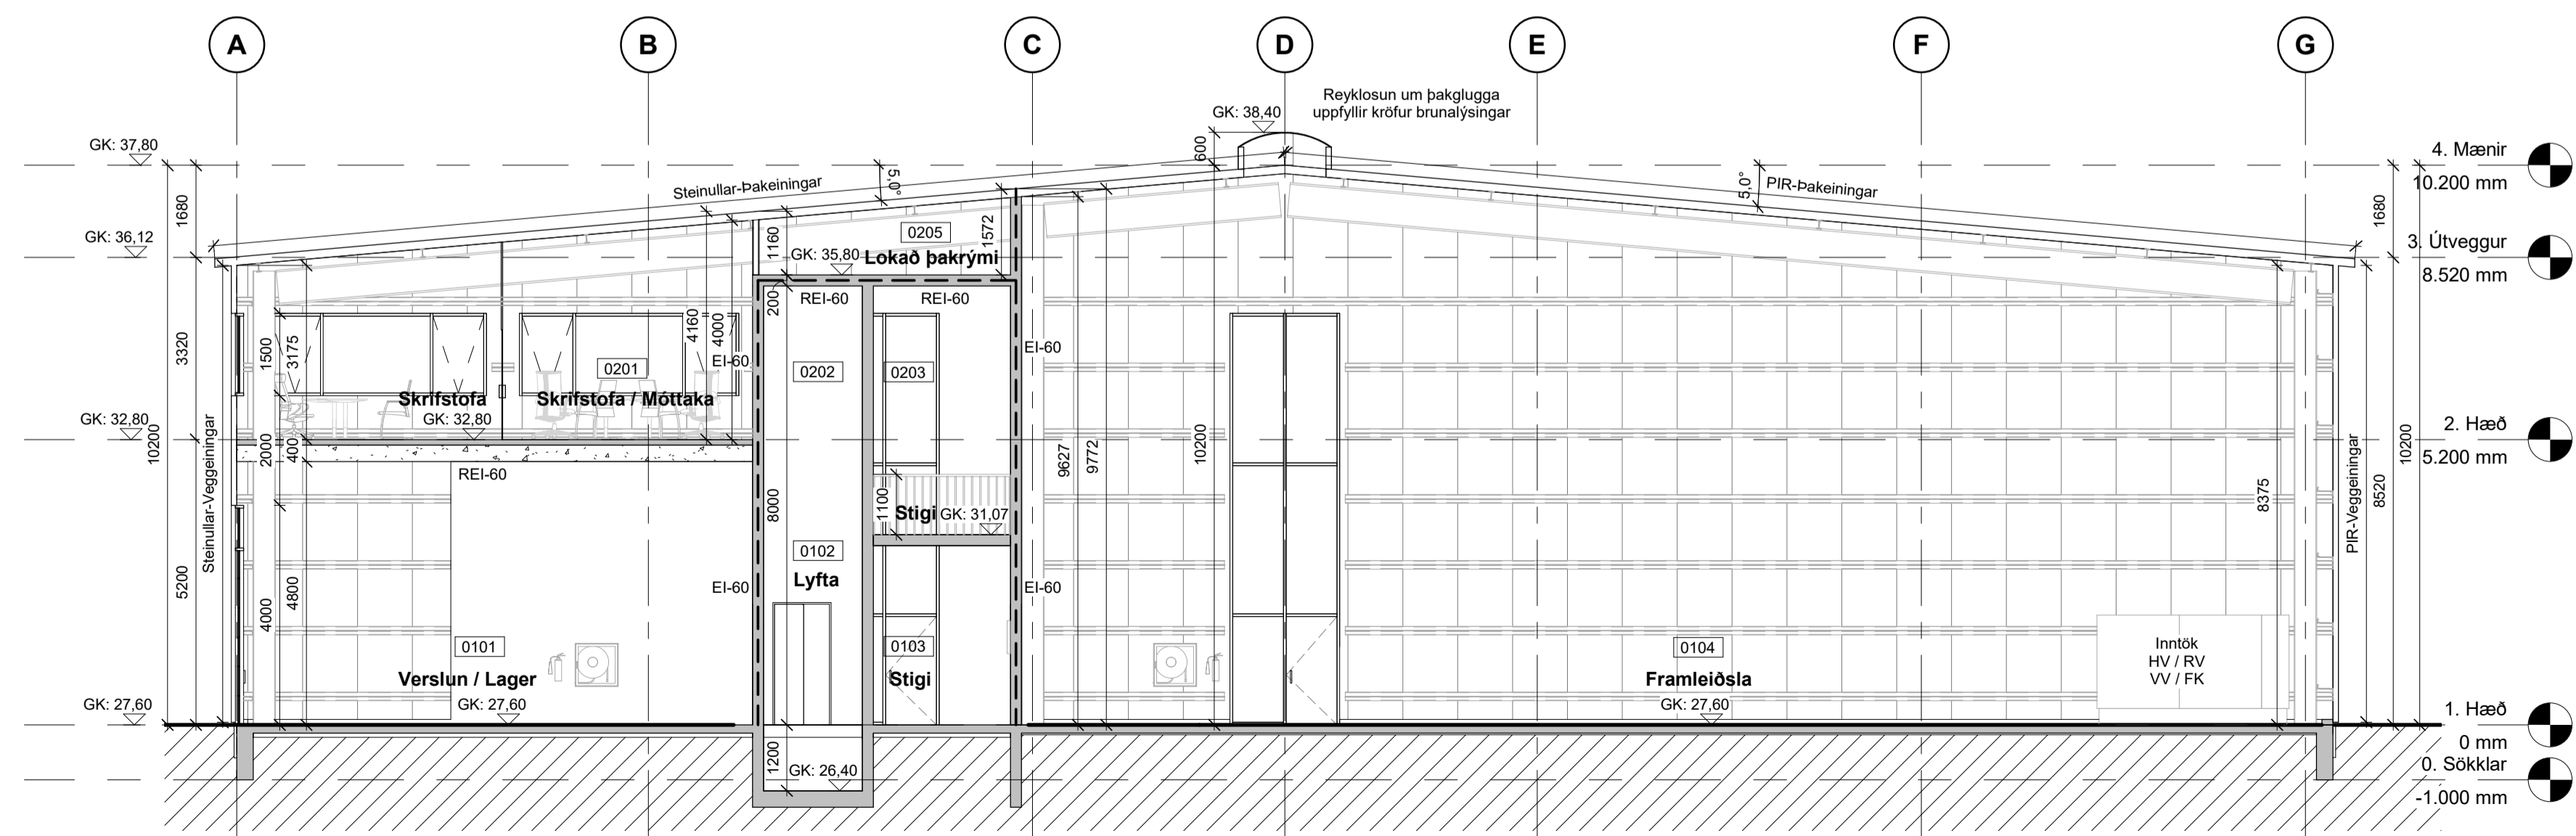 A
B
C
D
E
F
G
Reyklosun um þakglugga
uppfyllir kröfur brunalýsingar
GK: 38,40
600
GK: 37,80
4. Mænir
10.200 mm
Steinullar-Þakeiningar
5,0°
5,0°
PIR-Þakeiningar
1680
1680
GK: 36,12
3. Útveggur
8.520 mm
1160
0205
1572
GK: 35,80
Lokað þakrými
200
REI-60
REI-60
3320
1500
3175
4160
4000
EI-60
EI-60
0201
0202
0203
Skrifstofa
Skrifstofa / Móttaka
GK: 32,80
GK: 32,80
2. Hæð
5.200 mm
10200
Steinullar-Veggeiningar
2000
400
REI-60
9627
9772
10200
10200
PIR-Veggeiningar
8375
8520
8000
1100
Stigi
GK: 31,07
0102
Lyfta
EI-60
EI-60
5200
4000
4800
0101
Verslun / Lager
GK: 27,60
GK: 27,60
0103
Stigi
0104
Framleiðsla
GK: 27,60
Inntök
HV / RV
VV / FK
1. Hæð
0 mm
1200
GK: 26,40
0. Sökklar
-1.000 mm